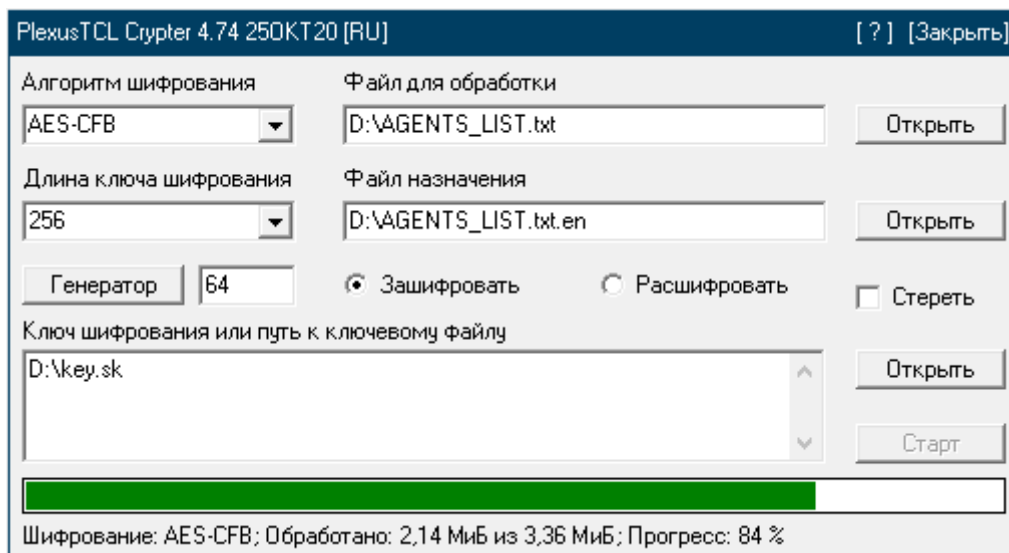 PlexusTCL Crypter 4.74 25OKT20 [RU] [ ? ] [Закрыть]
Алгоритм шифрования Файл для обработки
AES-CFB D:\AGENTS_LIST.txt Открыть
Длина ключа шифрования Файл назначения
256 D:\AGENTS_LIST.txt.en Открыть
Генератор 64 Зашифровать Расшифровать Стереть
Ключ шифрования или путь к ключевому файлу
D:\key.sk Открыть
Старт
Шифрование: AES-CFB; Обработано: 2,14 МиБ из 3,36 МиБ; Прогресс: 84 %